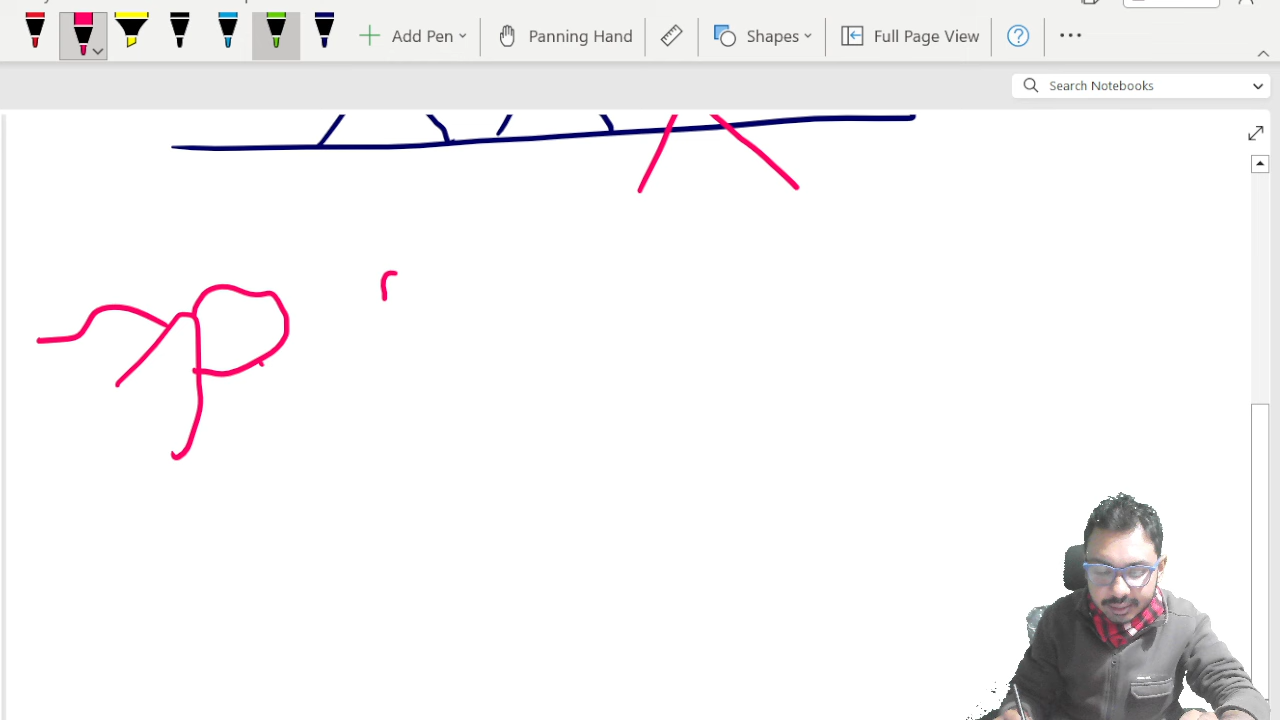 Add Pen
Panning Hand
Shapes
Full Page View
Search Notebooks